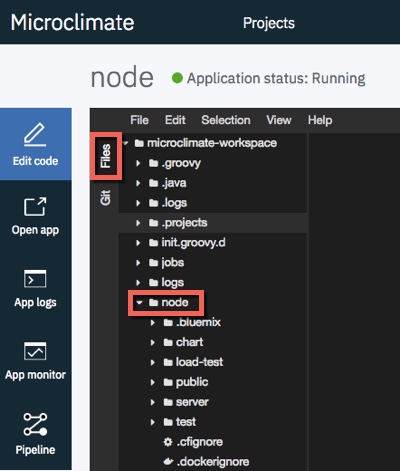 Microclimate
Projects
node
Application status: Running
File Edit Selection View Help
Edit code
Open app
App logs
App monitor
Pipeline
Files
Git
microclimate-workspace
.groovy
.java
.logs
.projects
init.groovy.d
jobs
logs
node
.bluemix
chart
load-test
public
server
test
.cfignore
.dockerignore